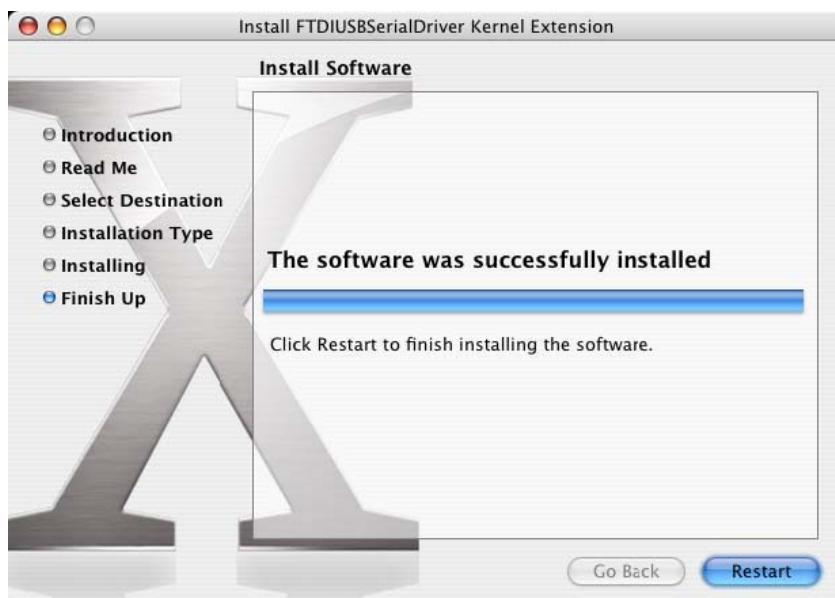 Install FTDIUSBSerialDriver Kernel Extension
Install Software
Introduction
Read Me
Select Destination
Installation Type
Installing
Finish Up
The software was successfully installed
Click Restart to finish installing the software.
Go Back
Restart